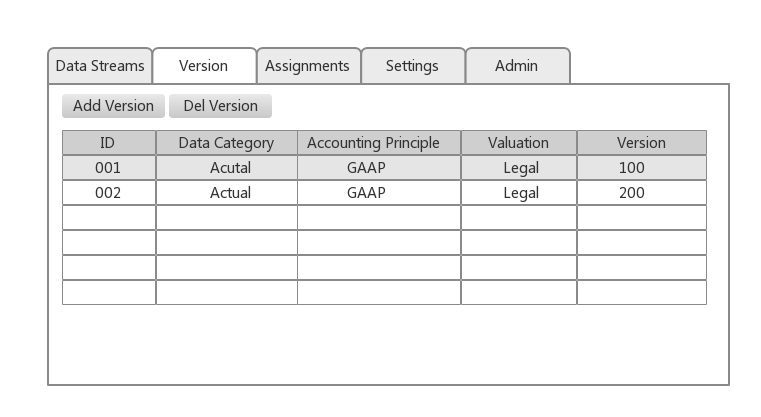 Data Streams Version Assignments Settings Admin
Add Version Del Version
ID Data Category Accounting Principle Valuation Version
001 Acutal GAAP Legal 100
002 Actual GAAP Legal 200